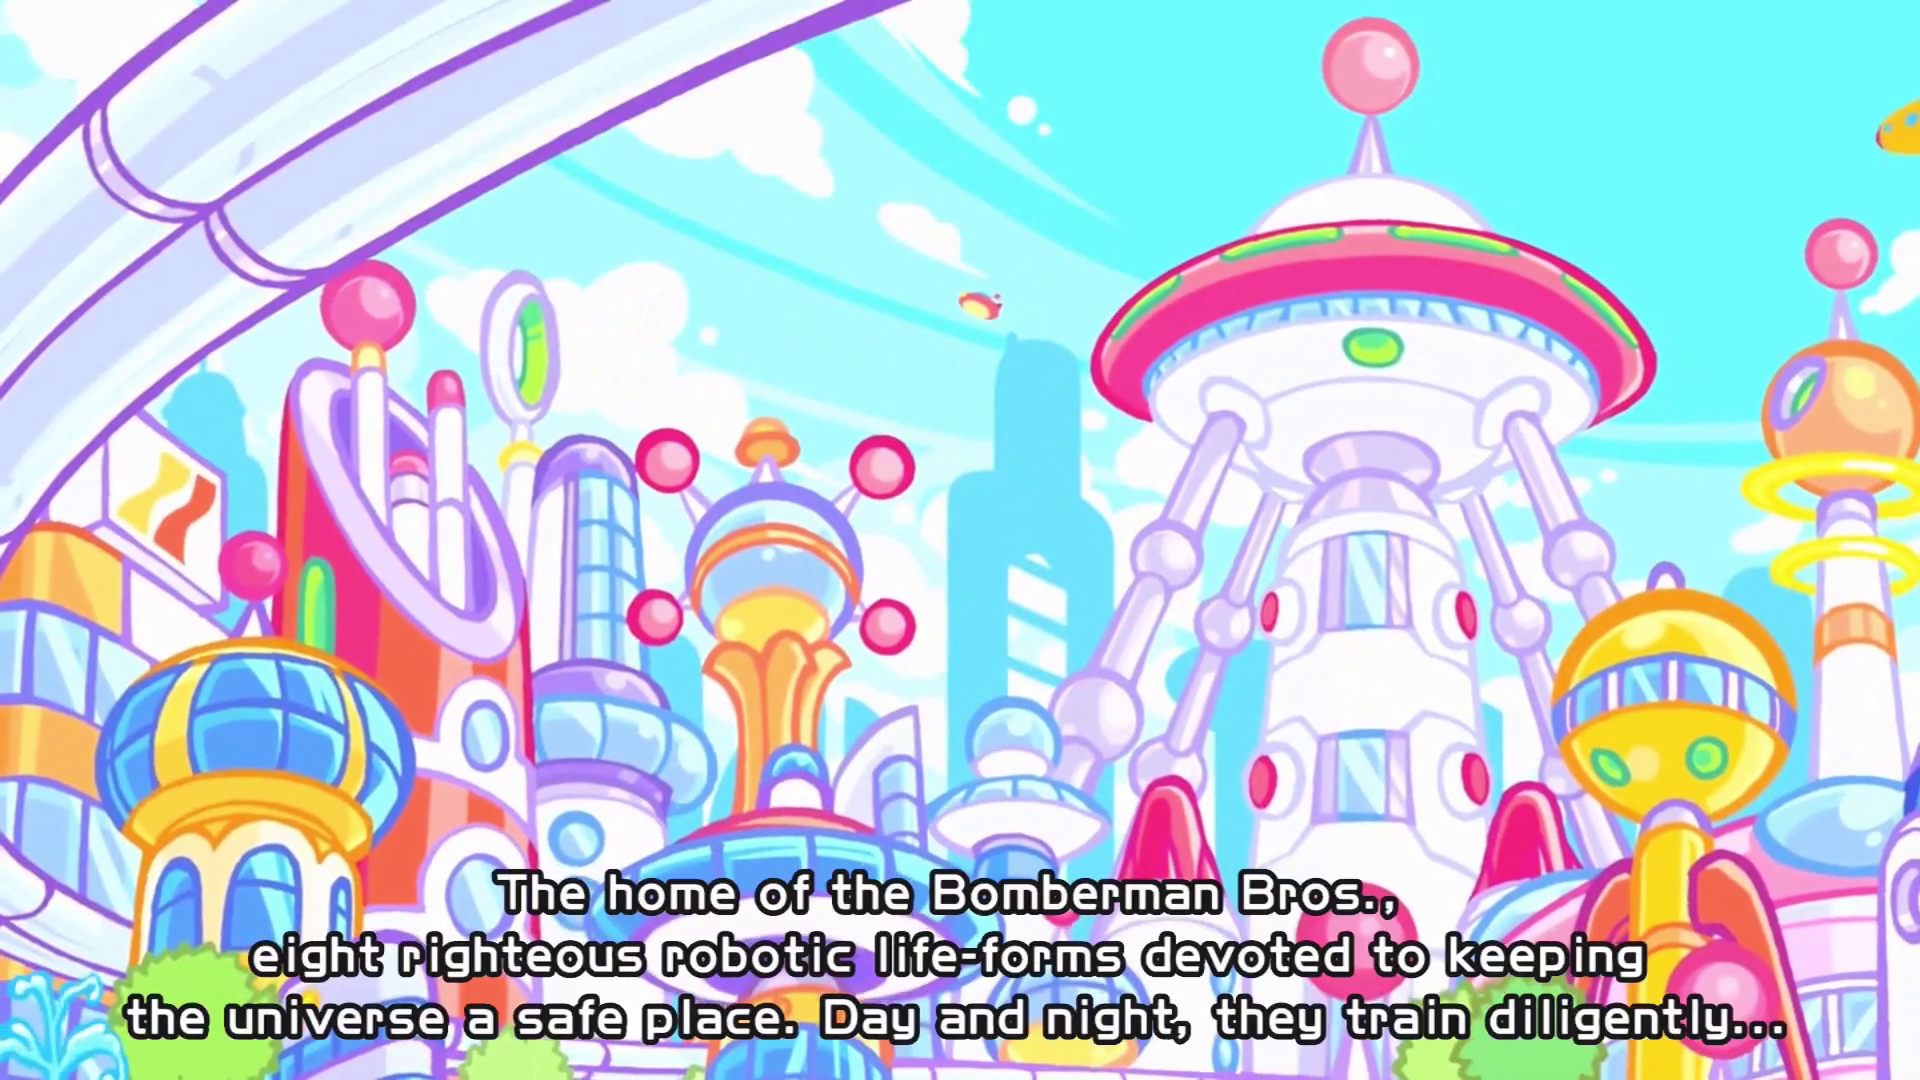 The home of the Bomberman Bros.,
eight righteous robotic life-forms devoted to keeping
the universe a safe place. Day and night, they train diligently...